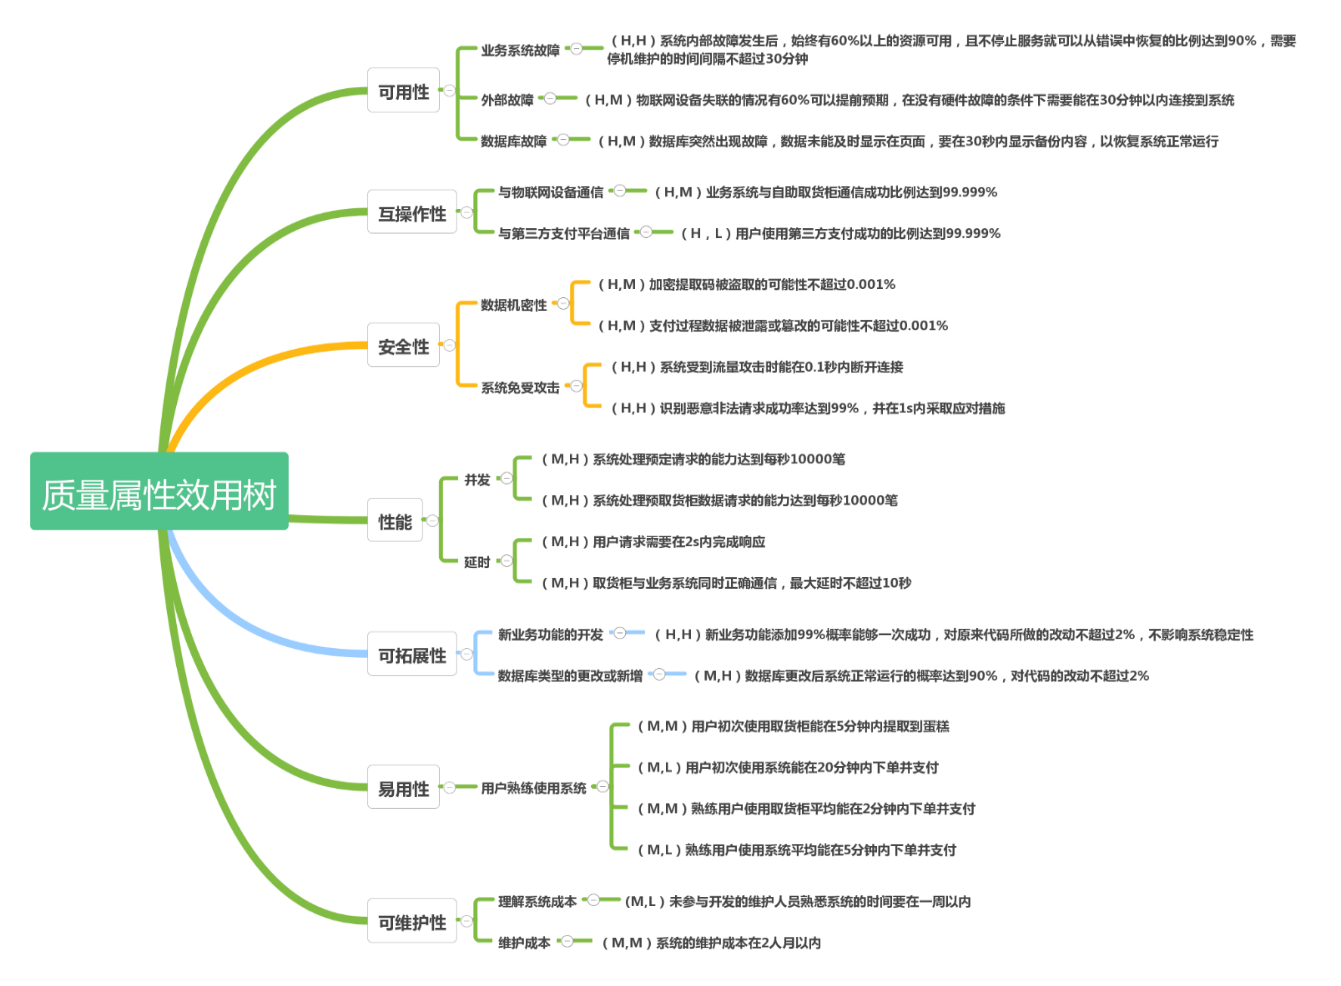 质量属性效用树
可用性
业务系统故障
（H,H）系统内部故障发生后，始终有60%以上的资源可用，且不停止服务就可以从错误中恢复的比例达到90%，需要
停机维护的时间间隔不超过30分钟
外部故障
（H,M）物联网设备失联的情况有60%可以提前预期，在没有硬件故障的条件下需要能在30分钟以内连接到系统
数据库故障
（H,M）数据库突然出现故障，数据未能及时显示在页面，要在30秒内显示备份内容，以恢复系统正常运行
互操作性
与物联网设备通信
（H,M）业务系统与自助取货柜通信成功比例达到99.999%
与第三方支付平台通信
（H，L）用户使用第三方支付成功的比例达到99.999%
安全性
数据机密性
（H,M）加密提取码被盗取的可能性不超过0.001%
（H,M）支付过程数据被泄露或篡改的可能性不超过0.001%
系统免受攻击
（H,H）系统受到流量攻击时能在0.1秒内断开连接
（H,H）识别恶意非法请求成功率达到99%，并在1s内采取应对措施
性能
并发
（M,H）系统处理预定请求的能力达到每秒10000笔
（M,H）系统处理预取货柜数据请求的能力达到每秒10000笔
延时
（M,H）用户请求需要在2s内完成响应
（M,H）取货柜与业务系统同时正确通信，最大延时不超过10秒
可拓展性
新业务功能的开发
（H,H）新业务功能添加99%概率能够一次成功，对原来代码所做的改动不超过2%，不影响系统稳定性
数据库类型的更改或新增
（M,H）数据库更改后系统正常运行的概率达到90%，对代码的改动不超过2%
易用性
用户熟练使用系统
（M,M）用户初次使用取货柜能在5分钟内提取到蛋糕
（M,L）用户初次使用系统能在20分钟内下单并支付
（M,M）熟练用户使用取货柜平均能在2分钟内下单并支付
（M,L）熟练用户使用系统平均能在5分钟内下单并支付
可维护性
理解系统成本
（M,L）未参与开发的维护人员熟悉系统的时间要在一周以内
维护成本
（M,M）系统的维护成本在2人月以内